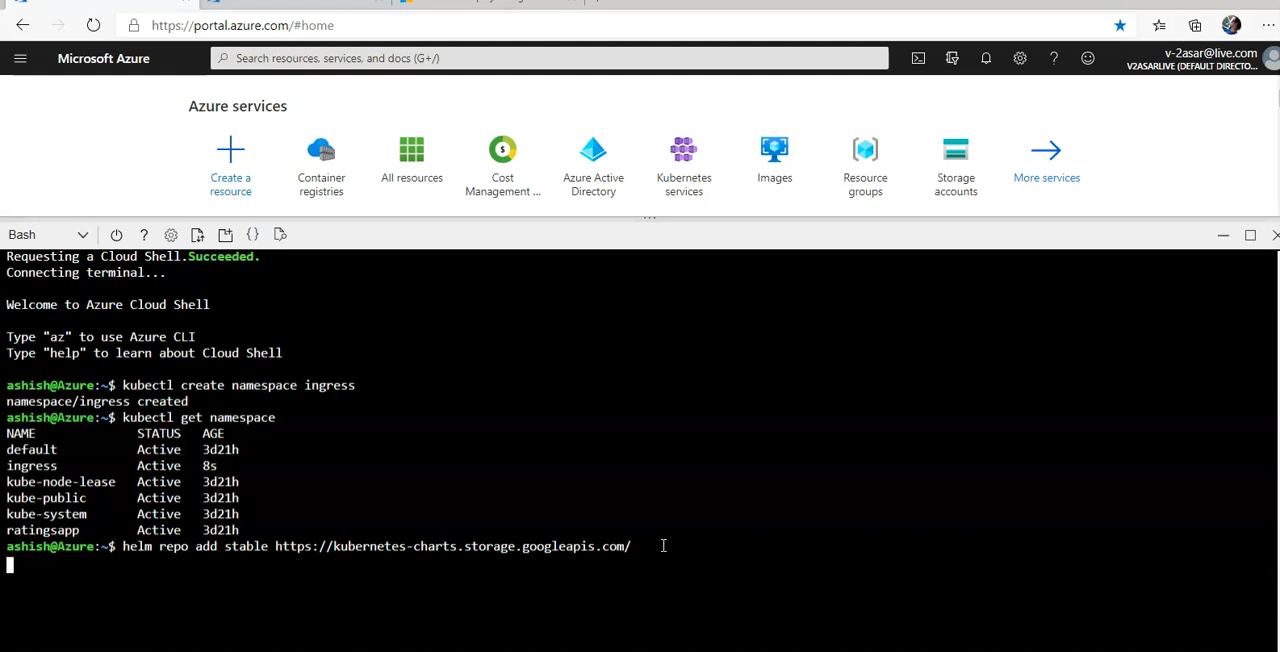 https://portal.azure.com/#home
Microsoft Azure
Search resources, services, and docs (G+/)
v-2asar@live.com
V2ASARLIVE (DEFAULT DIRECTO...
Azure services
Create a resource
Container registries
All resources
Cost Management ...
Azure Active Directory
Kubernetes services
Images
Resource groups
Storage accounts
More services
Bash
Requesting a Cloud Shell.Succeeded.
Connecting terminal...
Welcome to Azure Cloud Shell
Type "az" to use Azure CLI
Type "help" to learn about Cloud Shell
ashish@Azure:~$ kubectl create namespace ingress
namespace/ingress created
ashish@Azure:~$ kubectl get namespace
NAME STATUS AGE
default Active 3d21h
ingress Active 8s
kube-node-lease Active 3d21h
kube-public Active 3d21h
kube-system Active 3d21h
ratingsapp Active 3d21h
ashish@Azure:~$ helm repo add stable https://kubernetes-charts.storage.googleapis.com/